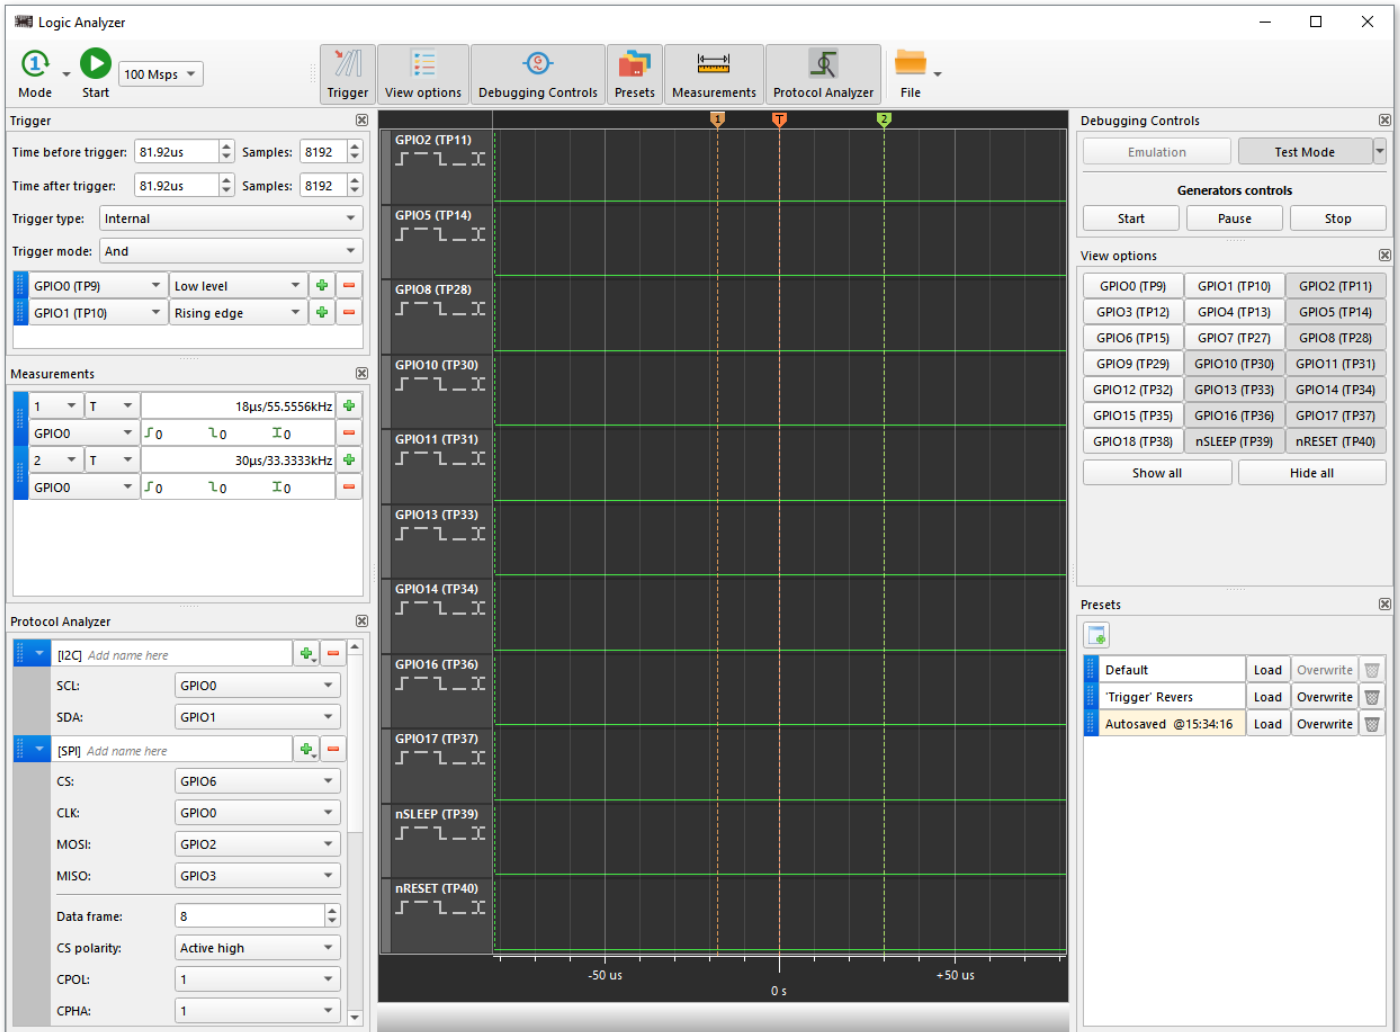 Logic Analyzer
Mode
Start
100 Msps
Trigger
View options
Debugging Controls
Presets
Measurements
Protocol Analyzer
File
Trigger
Time before trigger: 81.92us Samples: 8192
Time after trigger: 81.92us Samples: 8192
Trigger type: Internal
Trigger mode: And
GPIO0 (TP9) Low level
GPIO1 (TP10) Rising edge
Measurements
1 T 18µs/55.5556kHz
GPIO0 0 0 0
2 T 30µs/33.3333kHz
GPIO0 0 0 0
Protocol Analyzer
[I2C] Add name here
SCL: GPIO0
SDA: GPIO1
[SPI] Add name here
CS: GPIO6
CLK: GPIO0
MOSI: GPIO2
MISO: GPIO3
Data frame: 8
CS polarity: Active high
CPOL: 1
CPHA: 1
1 T 2
GPIO2 (TP11)
GPIO5 (TP14)
GPIO8 (TP28)
GPIO10 (TP30)
GPIO11 (TP31)
GPIO13 (TP33)
GPIO14 (TP34)
GPIO16 (TP36)
GPIO17 (TP37)
nSLEEP (TP39)
nRESET (TP40)
-50 us +50 us
0 s
Debugging Controls
Emulation Test Mode
Generators controls
Start Pause Stop
View options
GPIO0 (TP9) GPIO1 (TP10) GPIO2 (TP11)
GPIO3 (TP12) GPIO4 (TP13) GPIO5 (TP14)
GPIO6 (TP15) GPIO7 (TP27) GPIO8 (TP28)
GPIO9 (TP29) GPIO10 (TP30) GPIO11 (TP31)
GPIO12 (TP32) GPIO13 (TP33) GPIO14 (TP34)
GPIO15 (TP35) GPIO16 (TP36) GPIO17 (TP37)
GPIO18 (TP38) nSLEEP (TP39) nRESET (TP40)
Show all Hide all
Presets
Default Load Overwrite
'Trigger' Revers Load Overwrite
Autosaved @15:34:16 Load Overwrite